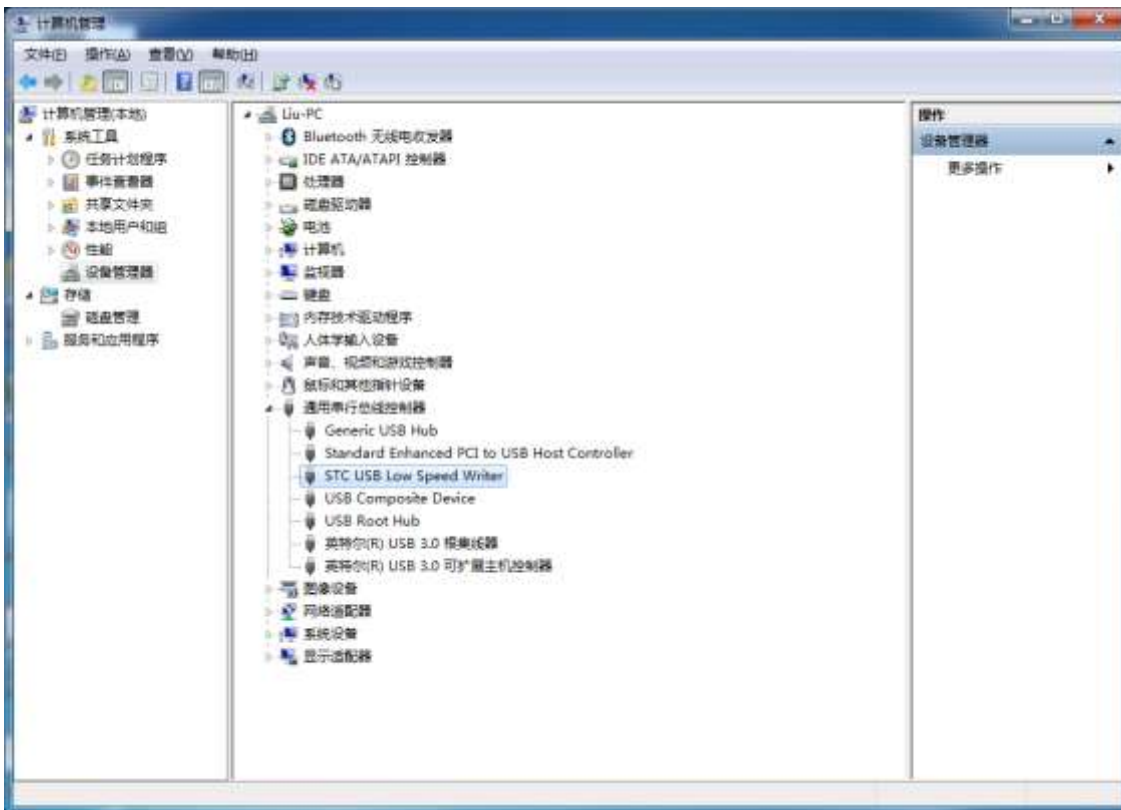 计算机管理
文件(F) 操作(A) 查看(V) 帮助(H)
计算机管理(本地)
系统工具
任务计划程序
事件查看器
共享文件夹
本地用户和组
性能
设备管理器
存储
磁盘管理
服务和应用程序
Liu-PC
Bluetooth 无线电收发器
IDE ATA/ATAPI 控制器
处理器
磁盘驱动器
电池
计算机
监视器
键盘
内存技术驱动程序
人体学输入设备
声音、视频和游戏控制器
鼠标和其他指针设备
通用串行总线控制器
Generic USB Hub
Standard Enhanced PCI to USB Host Controller
STC USB Low Speed Writer
USB Composite Device
USB Root Hub
英特尔(R) USB 3.0 根集线器
英特尔(R) USB 3.0 可扩展主机控制器
图像设备
网络适配器
系统设备
显示适配器
操作
设备管理器
更多操作